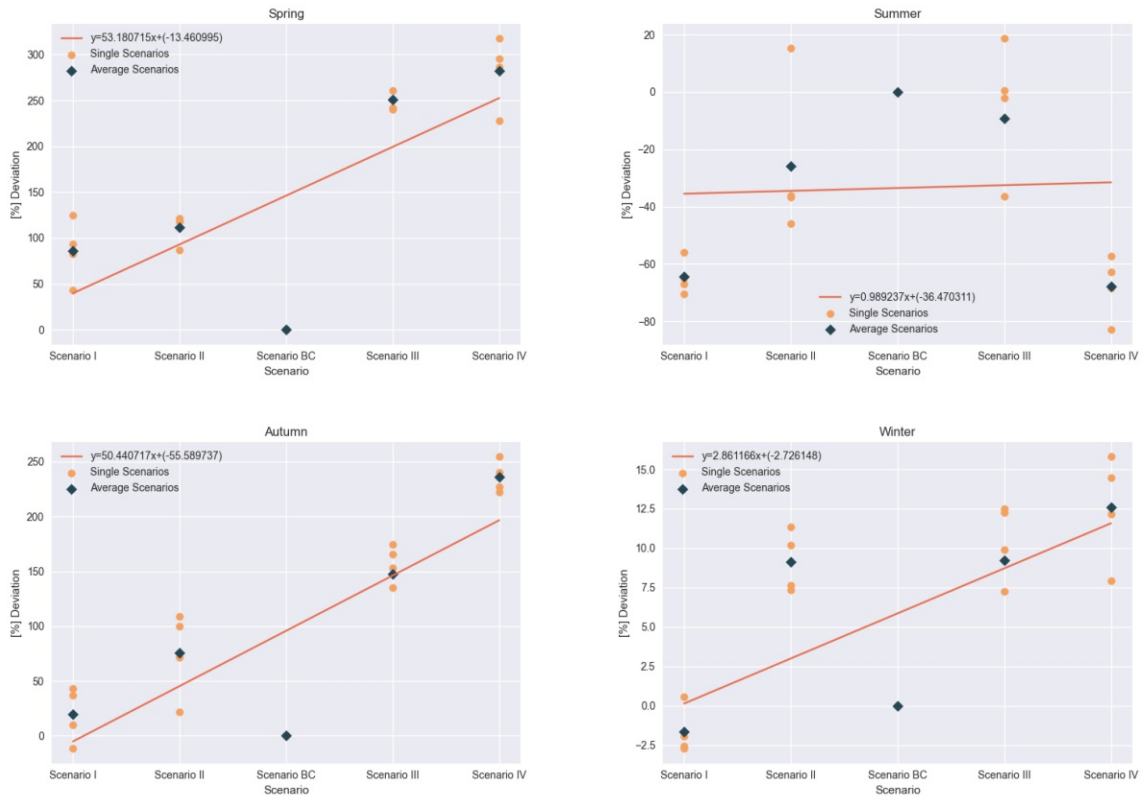 Spring
y=53.180715x+(-13.460995)
Single Scenarios
Average Scenarios
[%] Deviation
300
250
200
150
100
50
0
Scenario I Scenario II Scenario BC Scenario III Scenario IV
Scenario
Summer
[%] Deviation
20
0
−20
−40
−60
−80
y=0.989237x+(-36.470311)
Single Scenarios
Average Scenarios
Scenario I Scenario II Scenario BC Scenario III Scenario IV
Scenario
Autumn
y=50.440717x+(-55.589737)
Single Scenarios
Average Scenarios
[%] Deviation
250
200
150
100
50
0
Scenario I Scenario II Scenario BC Scenario III Scenario IV
Scenario
Winter
y=2.861166x+(-2.726148)
Single Scenarios
Average Scenarios
[%] Deviation
15.0
12.5
10.0
7.5
5.0
2.5
0.0
−2.5
Scenario I Scenario II Scenario BC Scenario III Scenario IV
Scenario